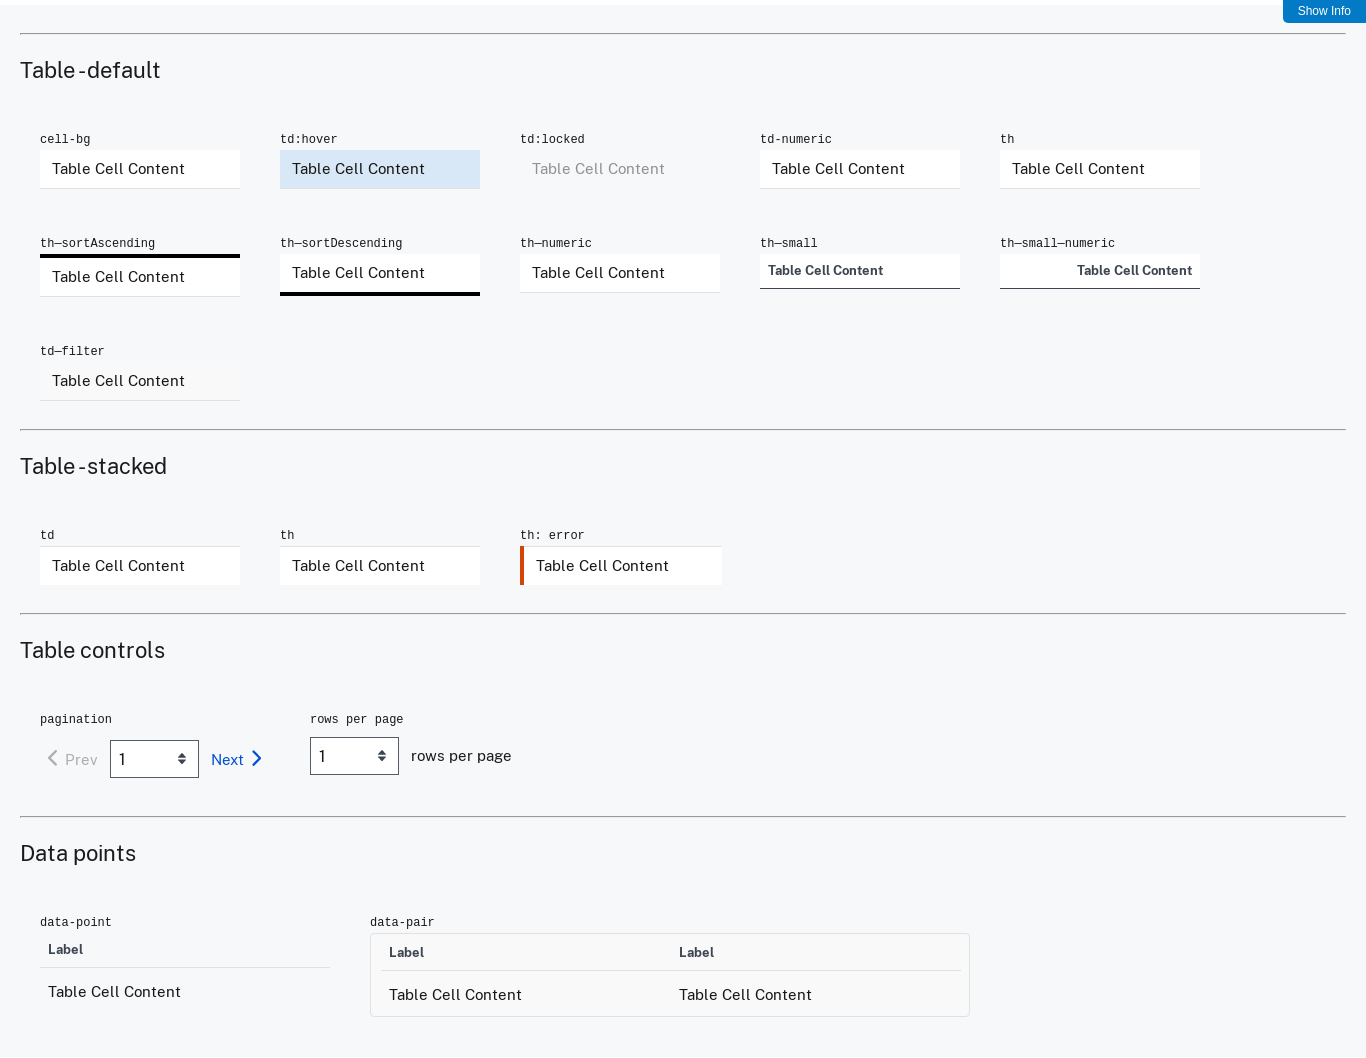 Show Info
Table - default
cell-bg
td:hover
td:locked
td-numeric
th
Table Cell Content
Table Cell Content
Table Cell Content
Table Cell Content
Table Cell Content
th—sortAscending
th—sortDescending
th—numeric
th—small
th—small—numeric
Table Cell Content
Table Cell Content
Table Cell Content
Table Cell Content
Table Cell Content
td—filter
Table Cell Content
Table - stacked
td
th
th: error
Table Cell Content
Table Cell Content
Table Cell Content
Table controls
pagination
rows per page
Prev
1
Next
1
rows per page
Data points
data-point
data-pair
Label
Label
Label
Table Cell Content
Table Cell Content
Table Cell Content